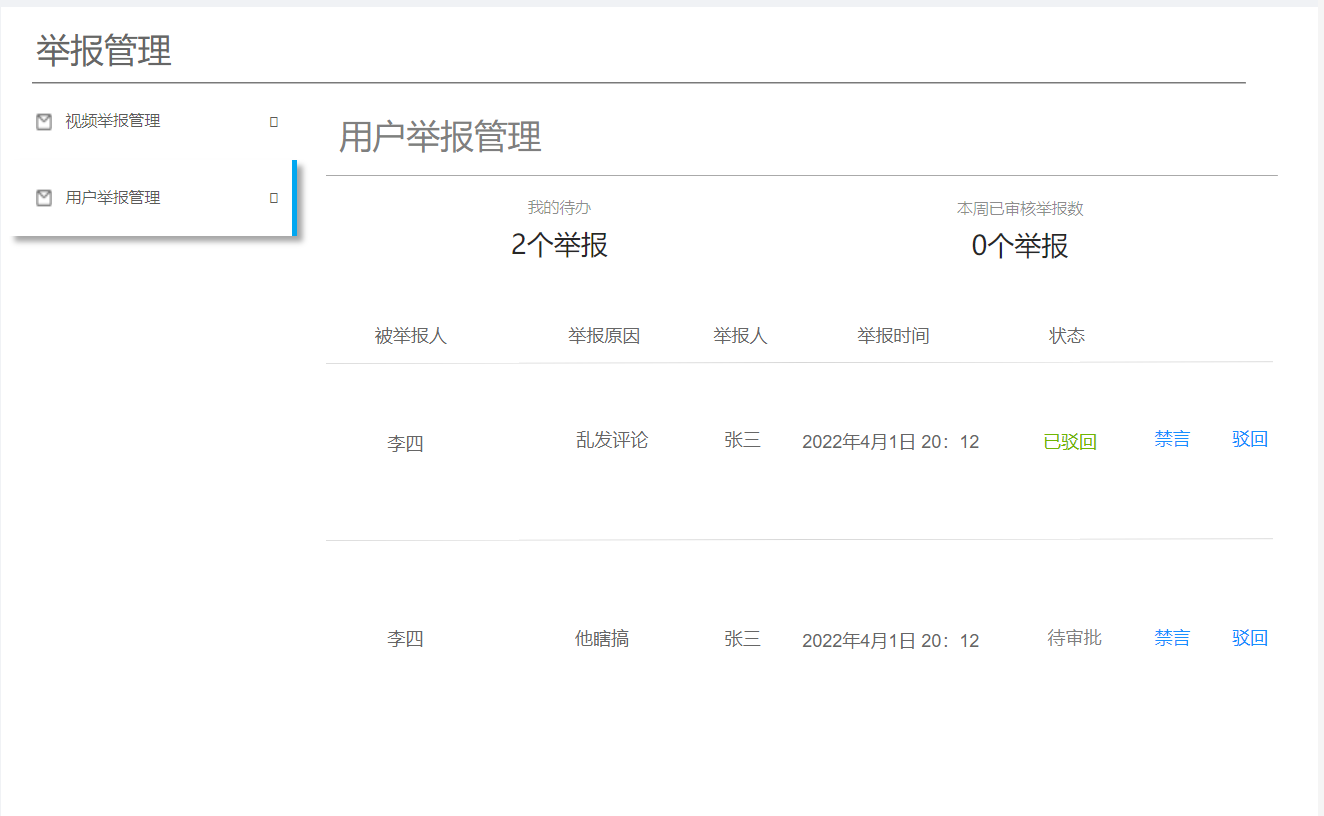 举报管理
视频举报管理
用户举报管理
用户举报管理
我的待办 本周已审核举报数
2个举报 0个举报
被举报人 举报原因 举报人 举报时间 状态
李四 乱发评论 张三 2022年4月1日 20：12 已驳回 禁言 驳回
李四 他瞎搞 张三 2022年4月1日 20：12 待审批 禁言 驳回